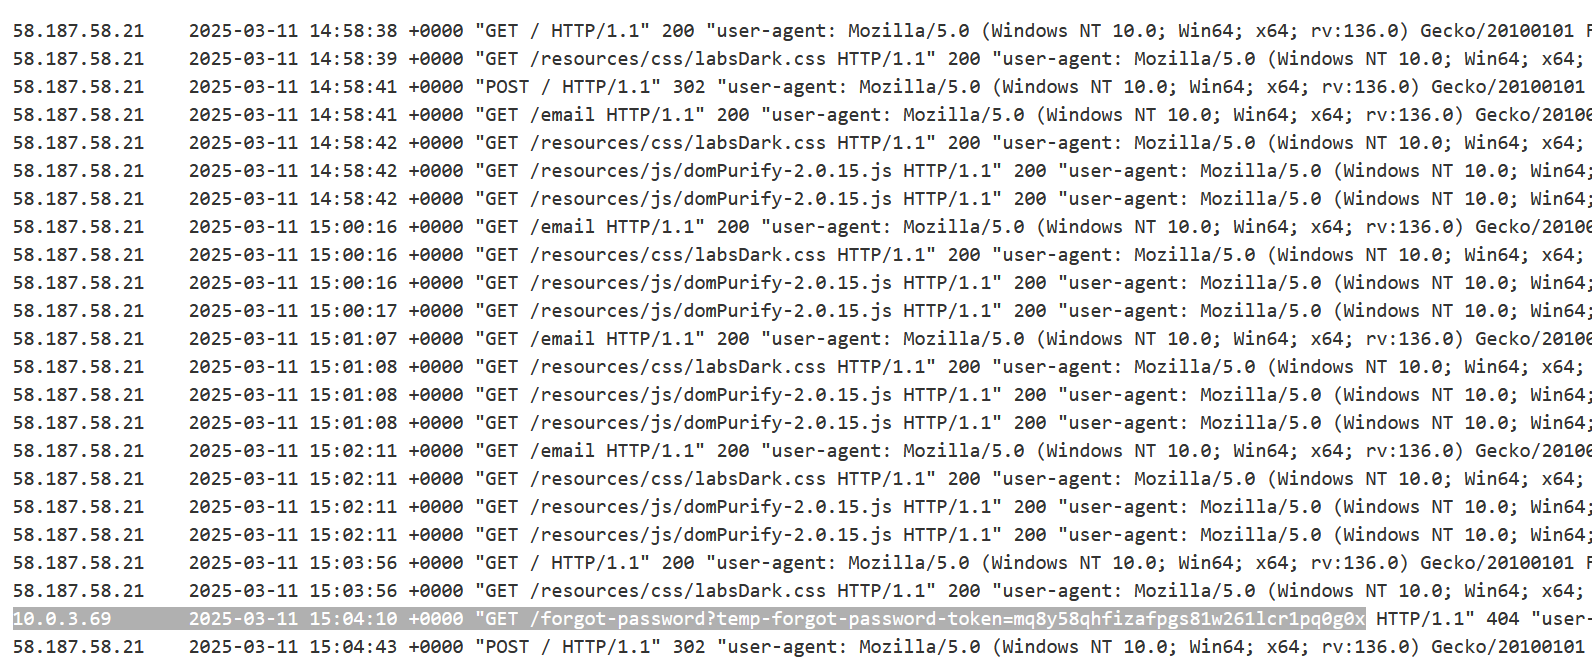 58.187.58.21 2025-03-11 14:58:38 +0000 "GET / HTTP/1.1" 200 "user-agent: Mozilla/5.0 (Windows NT 10.0; Win64; x64; rv:136.0) Gecko/20100101 F
58.187.58.21 2025-03-11 14:58:39 +0000 "GET /resources/css/labsDark.css HTTP/1.1" 200 "user-agent: Mozilla/5.0 (Windows NT 10.0; Win64; x64;
58.187.58.21 2025-03-11 14:58:41 +0000 "POST / HTTP/1.1" 302 "user-agent: Mozilla/5.0 (Windows NT 10.0; Win64; x64; rv:136.0) Gecko/20100101
58.187.58.21 2025-03-11 14:58:41 +0000 "GET /email HTTP/1.1" 200 "user-agent: Mozilla/5.0 (Windows NT 10.0; Win64; x64; rv:136.0) Gecko/20100
58.187.58.21 2025-03-11 14:58:42 +0000 "GET /resources/css/labsDark.css HTTP/1.1" 200 "user-agent: Mozilla/5.0 (Windows NT 10.0; Win64; x64;
58.187.58.21 2025-03-11 14:58:42 +0000 "GET /resources/js/domPurify-2.0.15.js HTTP/1.1" 200 "user-agent: Mozilla/5.0 (Windows NT 10.0; Win64;
58.187.58.21 2025-03-11 14:58:42 +0000 "GET /resources/js/domPurify-2.0.15.js HTTP/1.1" 200 "user-agent: Mozilla/5.0 (Windows NT 10.0; Win64;
58.187.58.21 2025-03-11 15:00:16 +0000 "GET /email HTTP/1.1" 200 "user-agent: Mozilla/5.0 (Windows NT 10.0; Win64; x64; rv:136.0) Gecko/20100
58.187.58.21 2025-03-11 15:00:16 +0000 "GET /resources/css/labsDark.css HTTP/1.1" 200 "user-agent: Mozilla/5.0 (Windows NT 10.0; Win64; x64;
58.187.58.21 2025-03-11 15:00:16 +0000 "GET /resources/js/domPurify-2.0.15.js HTTP/1.1" 200 "user-agent: Mozilla/5.0 (Windows NT 10.0; Win64;
58.187.58.21 2025-03-11 15:00:17 +0000 "GET /resources/js/domPurify-2.0.15.js HTTP/1.1" 200 "user-agent: Mozilla/5.0 (Windows NT 10.0; Win64;
58.187.58.21 2025-03-11 15:01:07 +0000 "GET /email HTTP/1.1" 200 "user-agent: Mozilla/5.0 (Windows NT 10.0; Win64; x64; rv:136.0) Gecko/20100
58.187.58.21 2025-03-11 15:01:08 +0000 "GET /resources/css/labsDark.css HTTP/1.1" 200 "user-agent: Mozilla/5.0 (Windows NT 10.0; Win64; x64;
58.187.58.21 2025-03-11 15:01:08 +0000 "GET /resources/js/domPurify-2.0.15.js HTTP/1.1" 200 "user-agent: Mozilla/5.0 (Windows NT 10.0; Win64;
58.187.58.21 2025-03-11 15:01:08 +0000 "GET /resources/js/domPurify-2.0.15.js HTTP/1.1" 200 "user-agent: Mozilla/5.0 (Windows NT 10.0; Win64;
58.187.58.21 2025-03-11 15:02:11 +0000 "GET /email HTTP/1.1" 200 "user-agent: Mozilla/5.0 (Windows NT 10.0; Win64; x64; rv:136.0) Gecko/20100
58.187.58.21 2025-03-11 15:02:11 +0000 "GET /resources/css/labsDark.css HTTP/1.1" 200 "user-agent: Mozilla/5.0 (Windows NT 10.0; Win64; x64;
58.187.58.21 2025-03-11 15:02:11 +0000 "GET /resources/js/domPurify-2.0.15.js HTTP/1.1" 200 "user-agent: Mozilla/5.0 (Windows NT 10.0; Win64;
58.187.58.21 2025-03-11 15:02:11 +0000 "GET /resources/js/domPurify-2.0.15.js HTTP/1.1" 200 "user-agent: Mozilla/5.0 (Windows NT 10.0; Win64;
58.187.58.21 2025-03-11 15:03:56 +0000 "GET / HTTP/1.1" 200 "user-agent: Mozilla/5.0 (Windows NT 10.0; Win64; x64; rv:136.0) Gecko/20100101 F
58.187.58.21 2025-03-11 15:03:56 +0000 "GET /resources/css/labsDark.css HTTP/1.1" 200 "user-agent: Mozilla/5.0 (Windows NT 10.0; Win64; x64;
10.0.3.69 2025-03-11 15:04:10 +0000 "GET /forgot-password?temp-forgot-password-token=mq8y58qhfizafpgs81w261lcr1pq0g0x HTTP/1.1" 404 "user-
58.187.58.21 2025-03-11 15:04:43 +0000 "POST / HTTP/1.1" 302 "user-agent: Mozilla/5.0 (Windows NT 10.0; Win64; x64; rv:136.0) Gecko/20100101